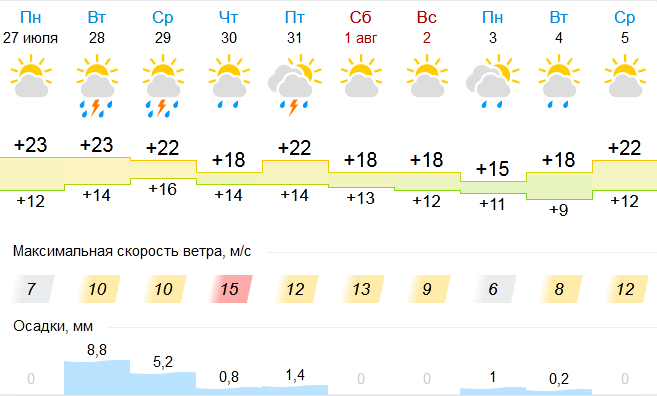 Пн Вт Ср Чт Пт Сб Вс Пн Вт Ср
27 июля 28 29 30 31 1 авг 2 3 4 5
+23 +23 +22 +18 +22 +18 +18 +15 +18 +22
+12 +14 +16 +14 +14 +13 +12 +11 +9 +12
Максимальная скорость ветра, м/с
7 10 10 15 12 13 9 6 8 12
Осадки, мм
0 8,8 5,2 0,8 1,4 0 0 1 0,2 0